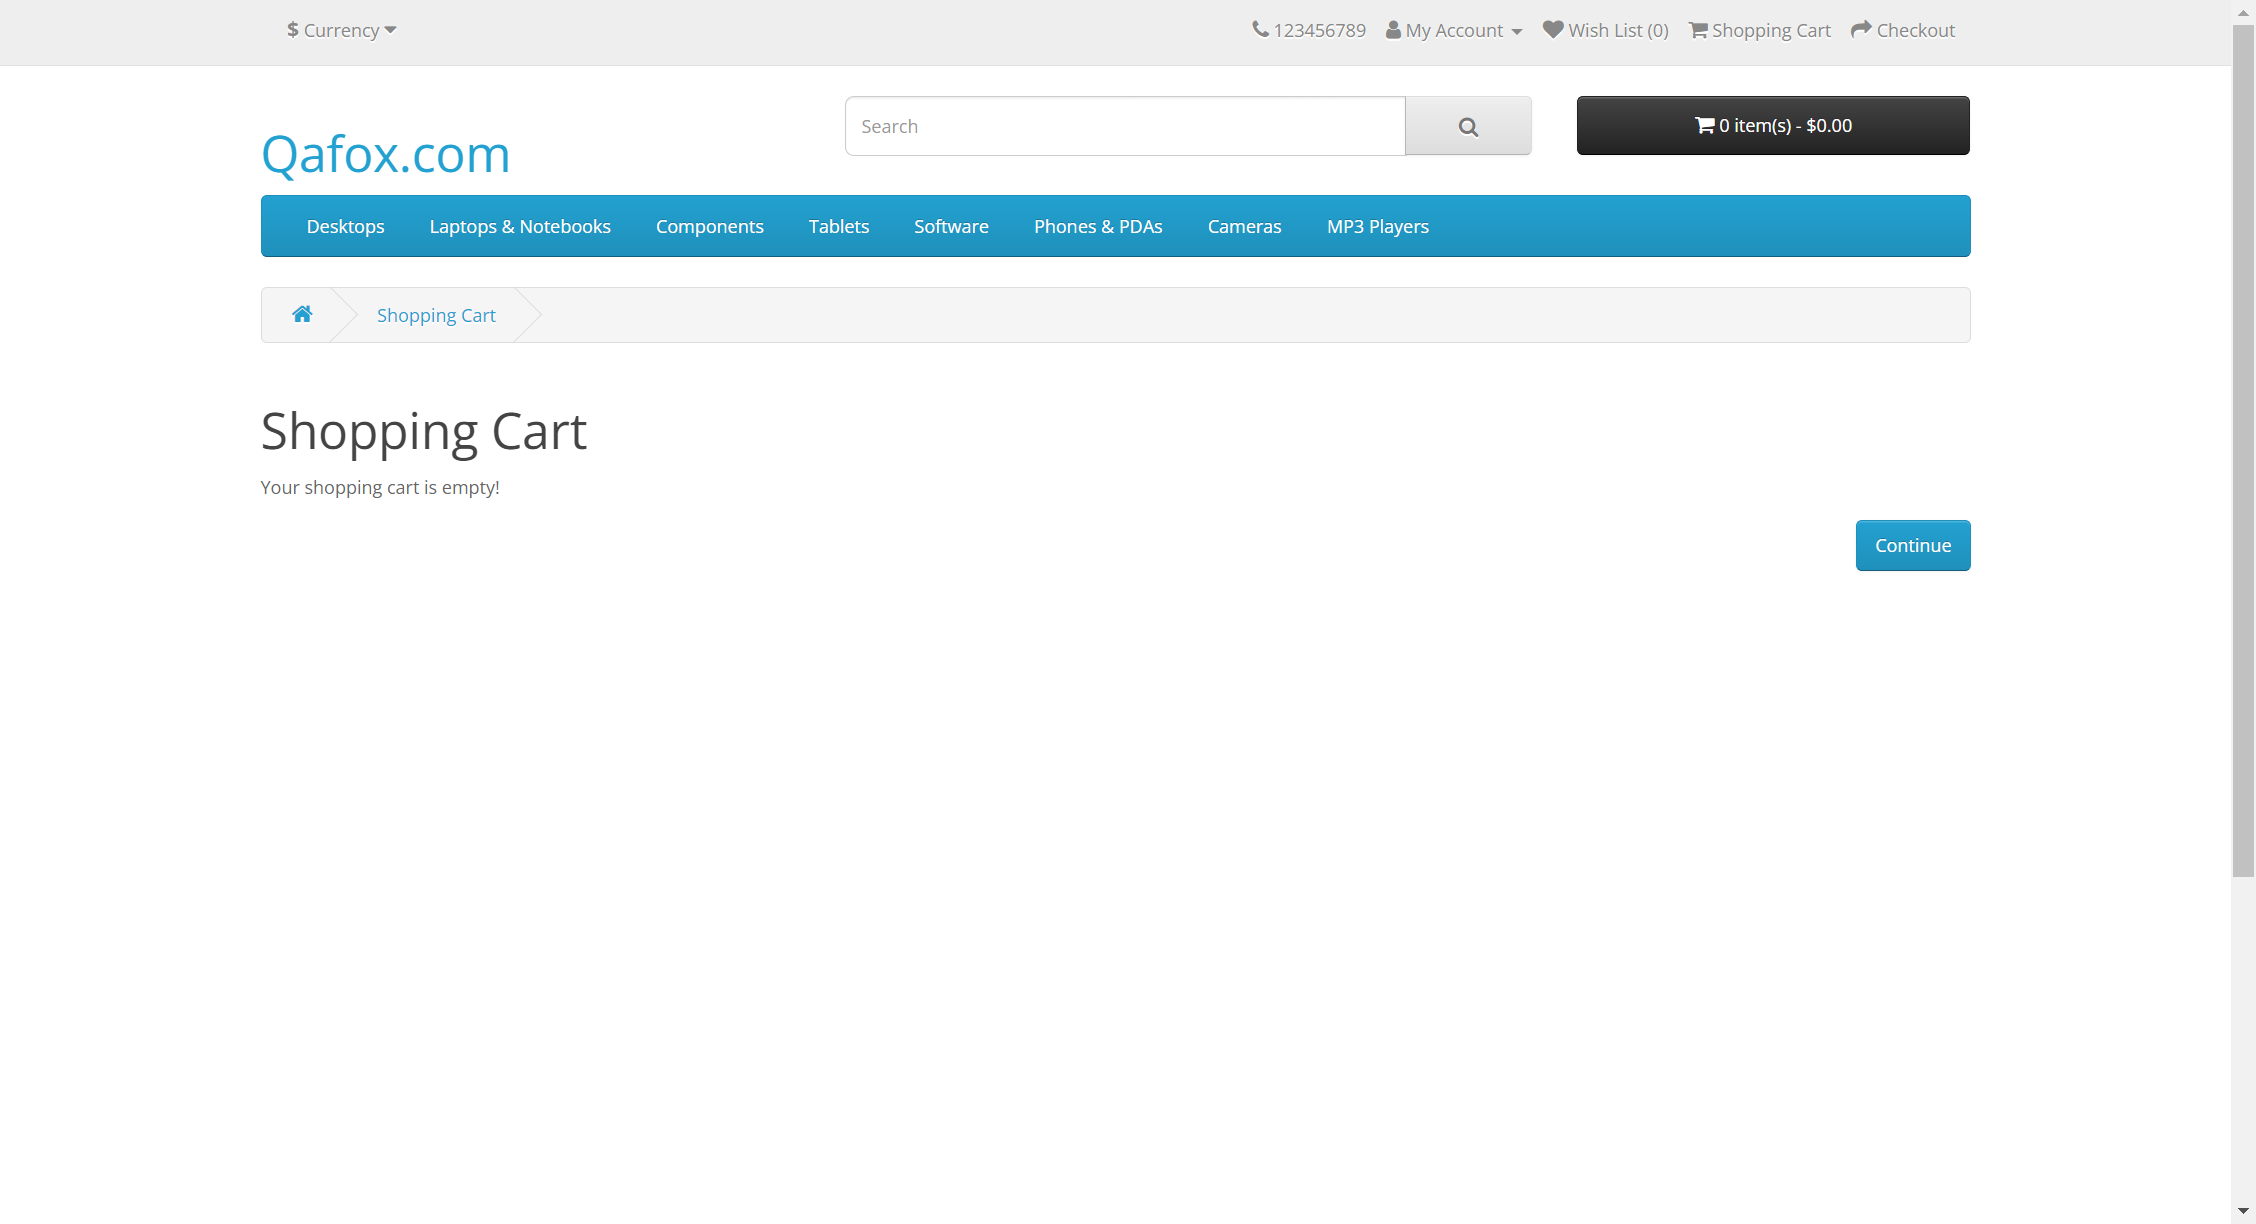 $ Currency
123456789 My Account Wish List (0) Shopping Cart Checkout
Qafox.com
Search
0 item(s) - $0.00
Desktops Laptops & Notebooks Components Tablets Software Phones & PDAs Cameras MP3 Players
Shopping Cart
Shopping Cart
Your shopping cart is empty!
Continue